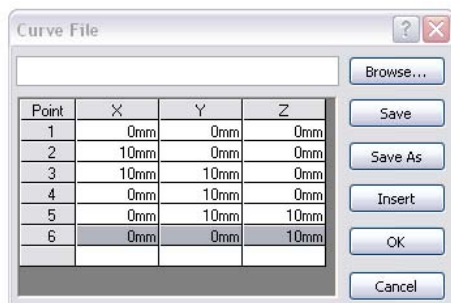 Curve File
Browse...
Point X Y Z
1 0mm 0mm 0mm
2 10mm 0mm 0mm
3 10mm 10mm 0mm
4 0mm 10mm 0mm
5 0mm 10mm 10mm
6 0mm 0mm 10mm
Save
Save As
Insert
OK
Cancel